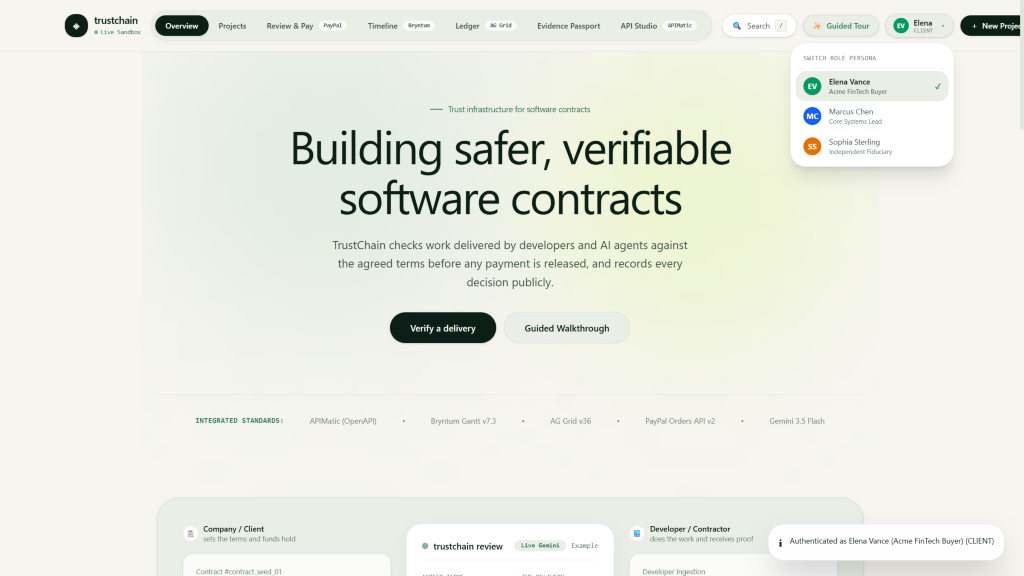 trustchain
Live Sandbox
Overview
Projects
Review & Pay PayPal
Timeline Bryntum
Ledger AG Grid
Evidence Passport
API Studio APIMatic
Search /
Guided Tour
EV Elena
CLIENT
+ New Projec
SWITCH ROLE PERSONA
EV Elena Vance
Acme FinTech Buyer ✓
MC Marcus Chen
Core Systems Lead
SS Sophia Sterling
Independent Fiduciary
Trust infrastructure for software contracts
Building safer, verifiable
software contracts
TrustChain checks work delivered by developers and AI agents against
the agreed terms before any payment is released, and records every
decision publicly.
Verify a delivery
Guided Walkthrough
INTEGRATED STANDARDS: APIMatic (OpenAPI) • Bryntum Gantt v7.3 • AG Grid v36 • PayPal Orders API v2 • Gemini 3.5 Flash
Company / Client
sets the terms and funds hold
Contract #contract_seed_01
trustchain review Live Gemini Example
Developer / Contractor
does the work and receives proof
Developer Ingestion
Authenticated as Elena Vance (Acme FinTech Buyer) (CLIENT)